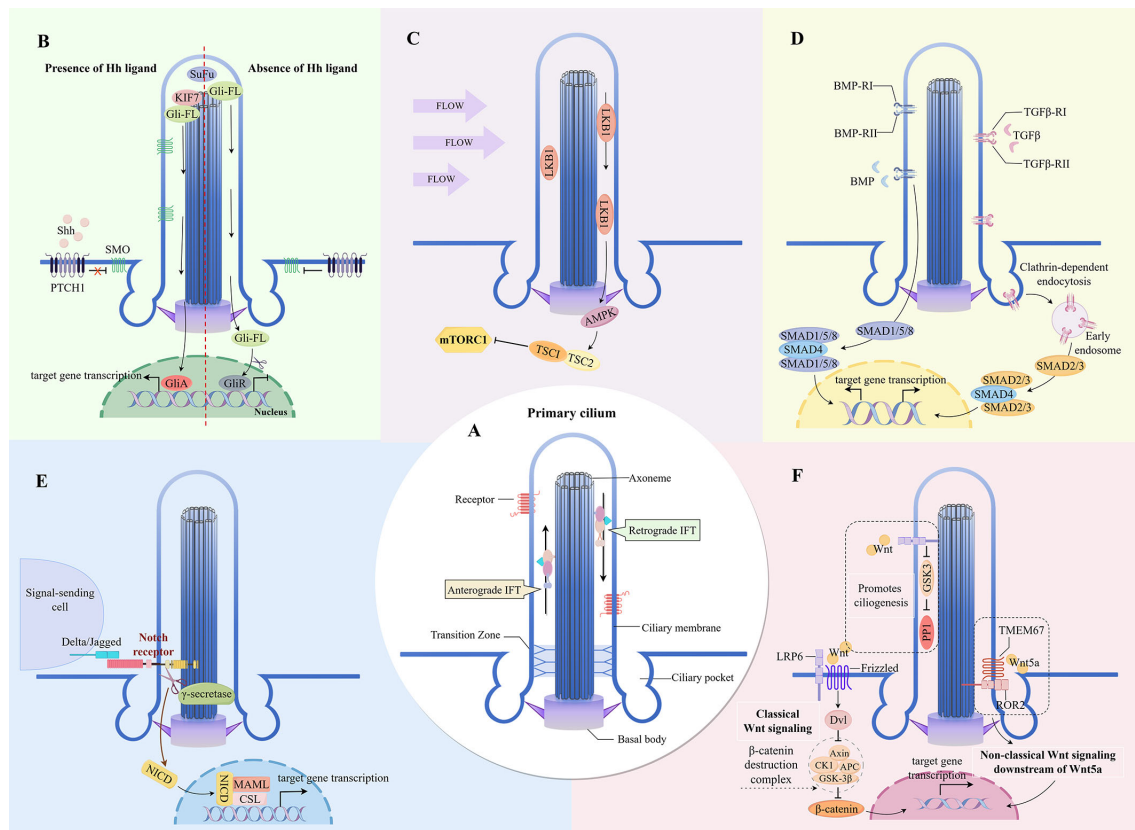 B
Presence of Hh ligand
Absence of Hh ligand
SuFu
KIF7
Gli-FL
Gli-FL
Shh
SMO
PTCH1
Gli-FL
target gene transcription
GliA
GliR
Nucleus
C
FLOW
FLOW
FLOW
LKB1
LKB1
LKB1
AMPK
mTORC1
TSCI
TSC2
D
BMP-RI
BMP-RII
BMP
TGFβ-RI
TGFβ
TGFβ-RII
Clathrin-dependent
endocytosis
Early
endosome
SMAD1/5/8
SMAD1/5/8
SMAD4
SMAD1/5/8
SMAD2/3
SMAD2/3
SMAD4
SMAD2/3
target gene transcription
Primary cilium
A
Axoneme
Receptor
Retrograde IFT
Anterograde IFT
Transition Zone
Ciliary membrane
Ciliary pocket
Basal body
E
Signal-sending
cell
Delta/Jagged
Notch
receptor
γ-secretase
NICD
NICD
MAML
CSL
target gene transcription
F
Wnt
GSK3
Promotes
ciliogenesis
PP1
TMEM67
Wnt5a
ROR2
LRP6
Wnt
Frizzled
Classical
Wnt signaling
Dvl
β-catenin
destruction
complex
Axin
CK1
APC
GSK-3β
β-catenin
target gene
transcription
Non-classical Wnt signaling
downstream of Wnt5a